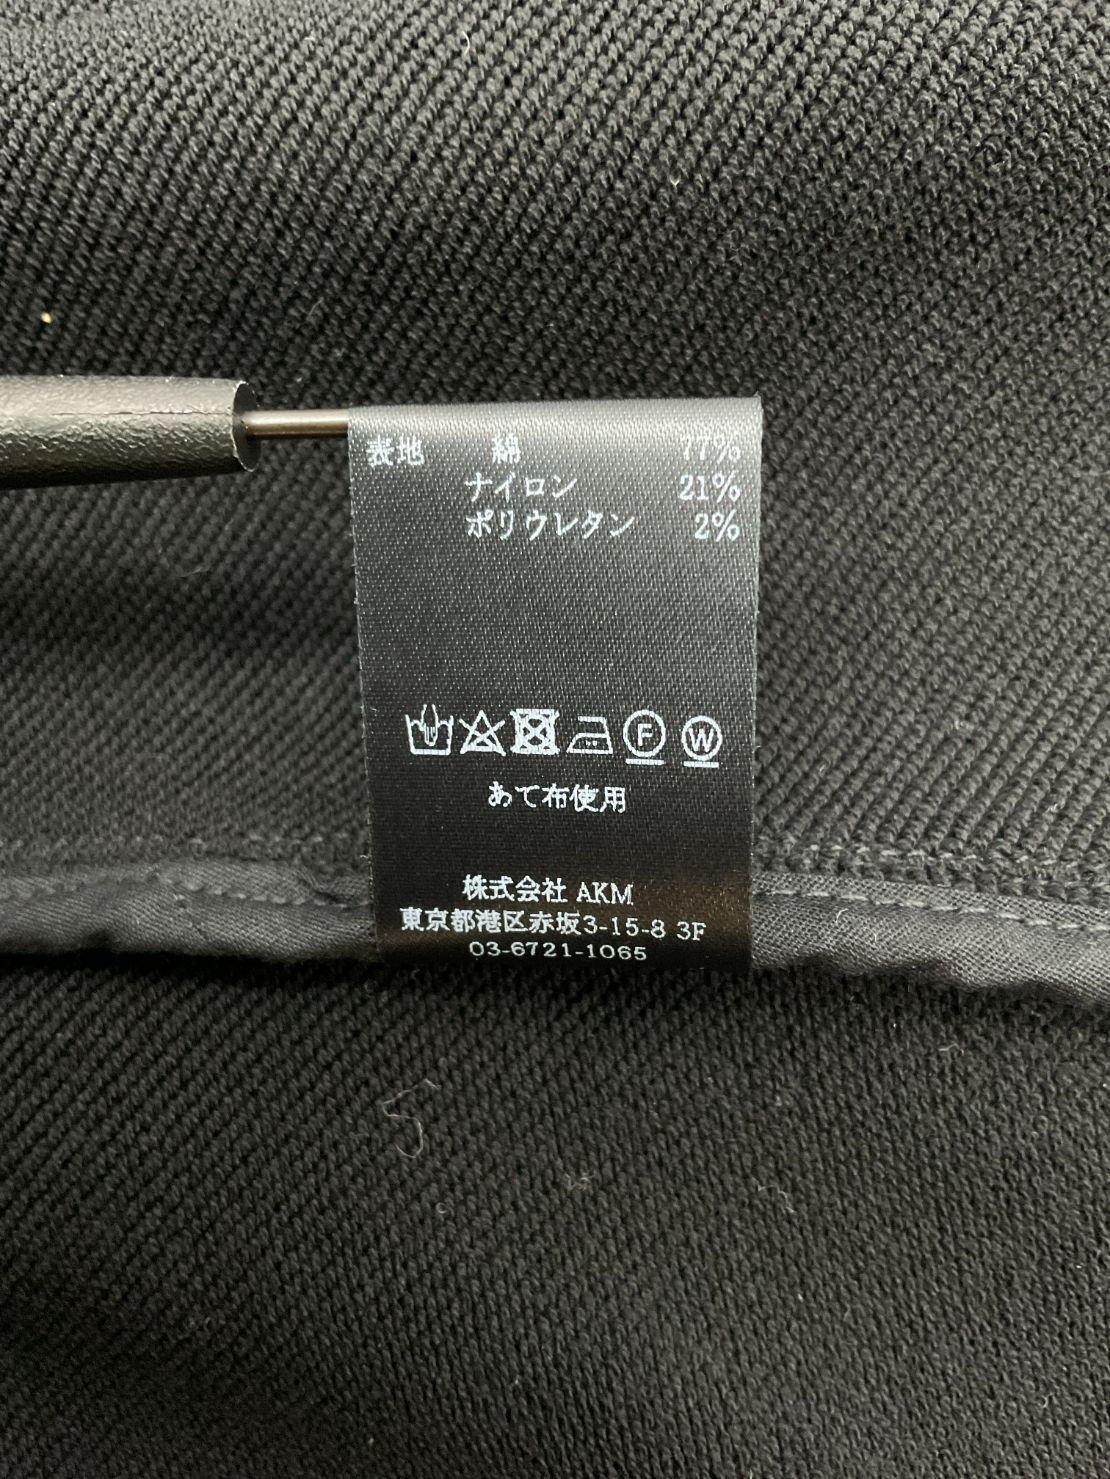 表地 綿 77%
ナイロン 21%
ポリウレタン 2%
F W
あて布使用
株式会社 AKM
東京都港区赤坂3-15-8 3F
03-6721-1065